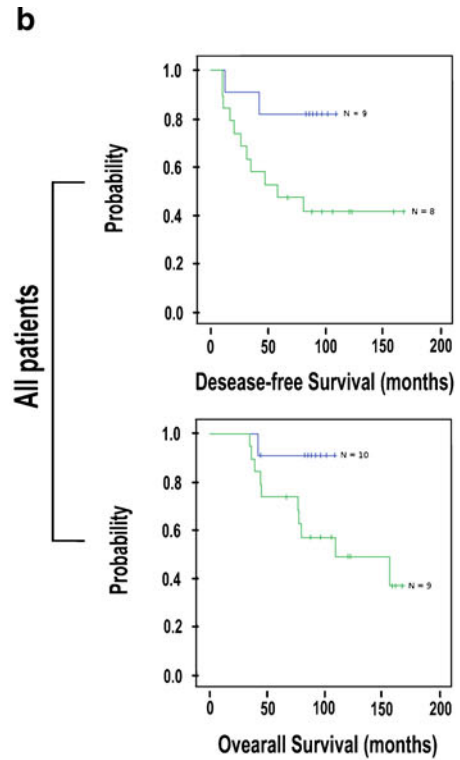 b
All patients
Probability
1.0
0.8
0.6
0.4
0.2
0.0
N = 9
N = 8
0 50 100 150 200
Desease-free Survival (months)
Probability
1.0
0.8
0.6
0.4
0.2
0.0
N = 10
N = 9
0 50 100 150 200
Ovearall Survival (months)